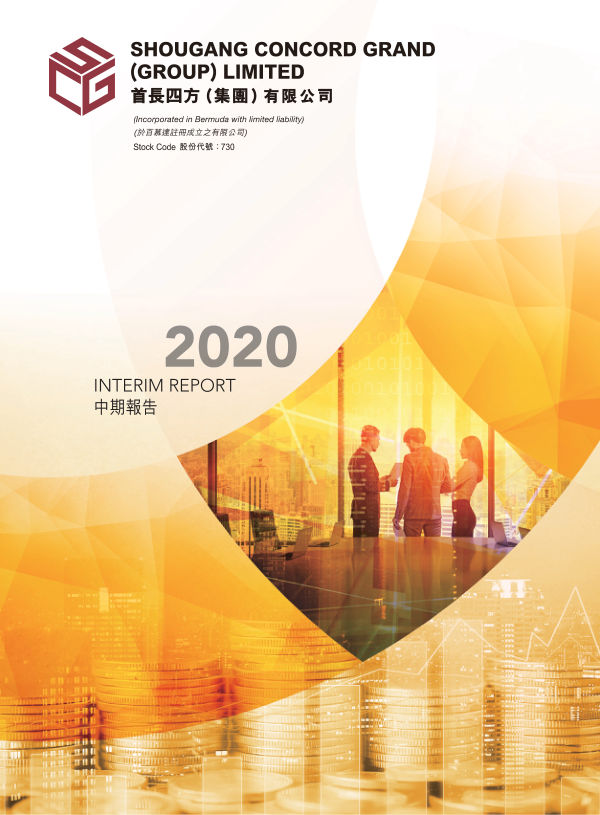 SCG
SHOUGANG CONCORD GRAND
(GROUP) LIMITED
首長四方(集團)有限公司
(Incorporated in Bermuda with limited liability)
(於百慕達註冊成立之有限公司)
Stock Code 股份代號:730
2020
INTERIM REPORT
中期報告